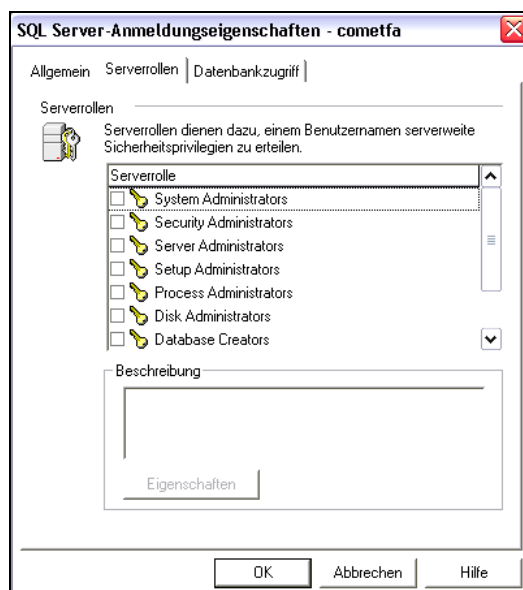 SQL Server-Anmeldungseigenschaften - cometfa
Allgemein Serverrollen Datenbankzugriff
Serverrollen
Serverrollen dienen dazu, einem Benutzernamen serverweite
Sicherheitsprivilegien zu erteilen.
Serverrolle
System Administrators
Security Administrators
Server Administrators
Setup Administrators
Process Administrators
Disk Administrators
Database Creators
Beschreibung
Eigenschaften
OK Abbrechen Hilfe